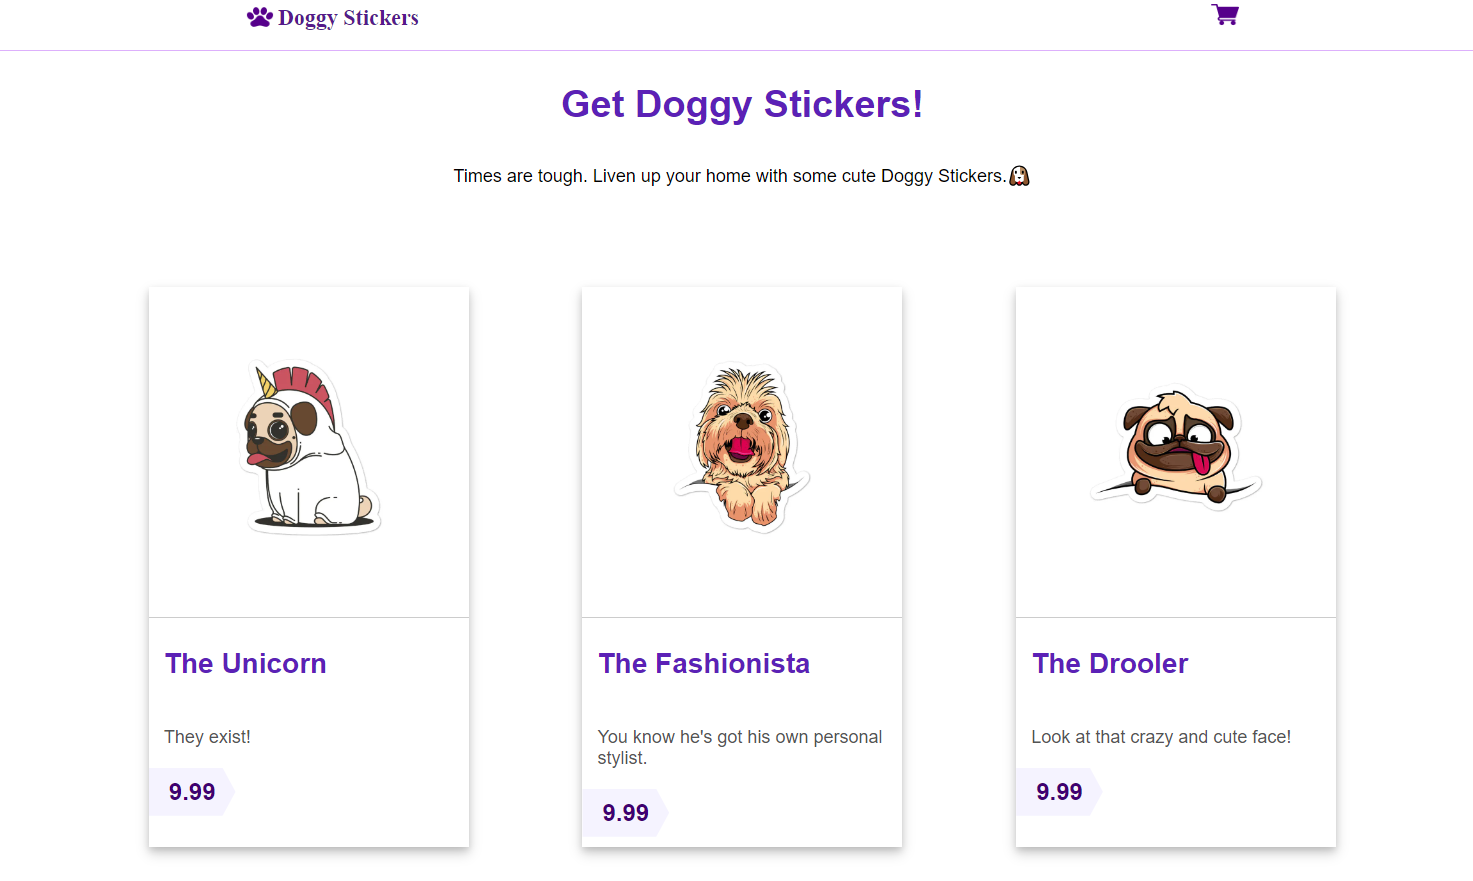 Doggy Stickers
Get Doggy Stickers!
Times are tough. Liven up your home with some cute Doggy Stickers.
The Unicorn
They exist!
9.99
The Fashionista
You know he's got his own personal
stylist.
9.99
The Drooler
Look at that crazy and cute face!
9.99